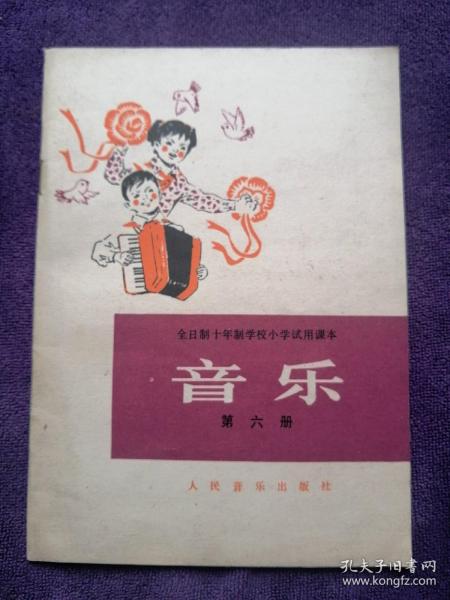 全日制十年制学校小学试用课本
音乐
第六册
人民音乐出版社
孔夫子旧书网
www.kongfz.com